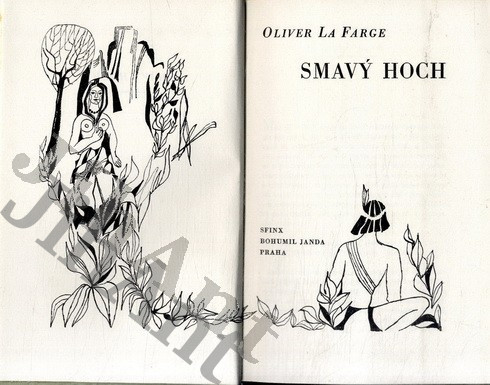 OLIVER LA FARGE
SMAVÝ HOCH
SFINX
BOHUMIL JANDA
PRAHA